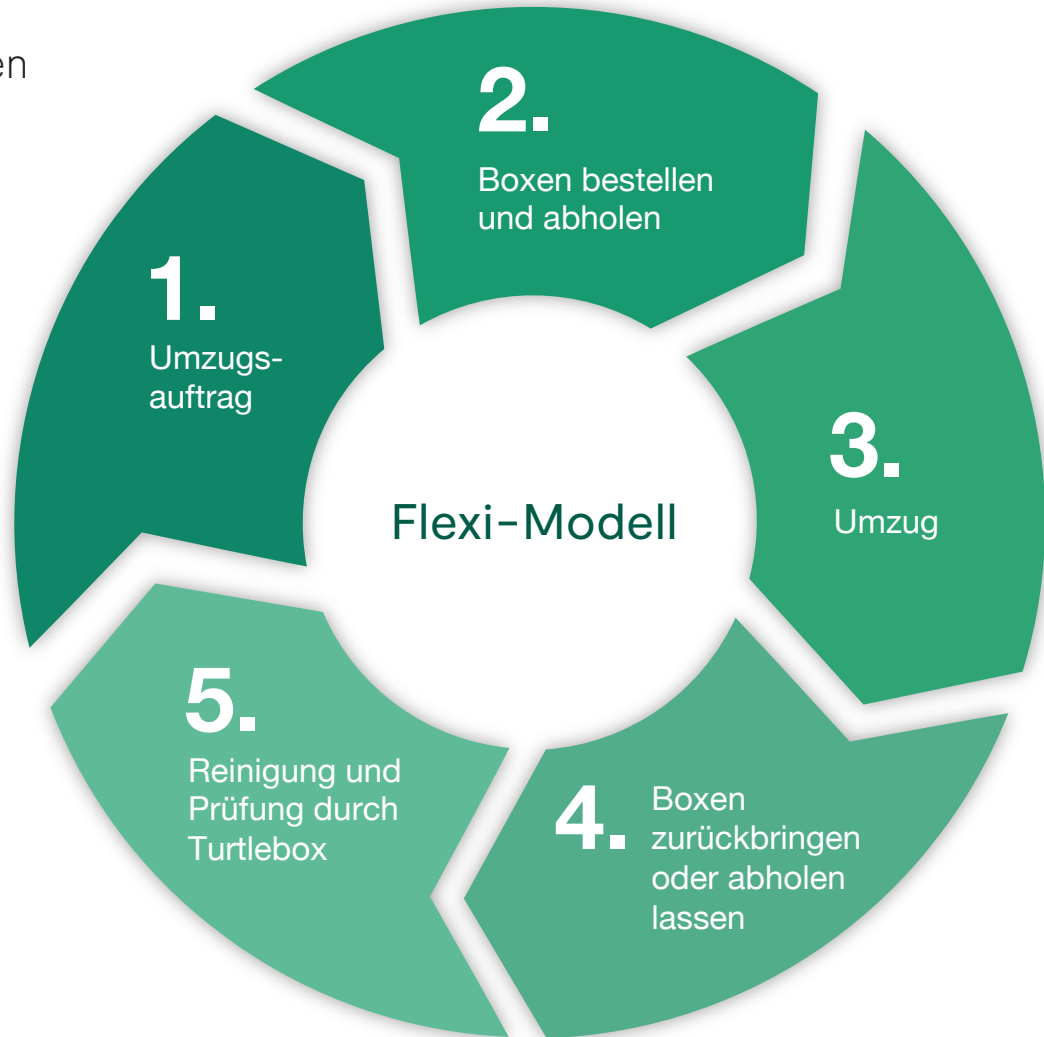 en
1.
Umzugs-
auftrag
2.
Boxen bestellen
und abholen
3.
Umzug
4.
Boxen
zurückbringen
oder abholen
lassen
5.
Reinigung und
Prüfung durch
Turtlebox
Flexi-Modell